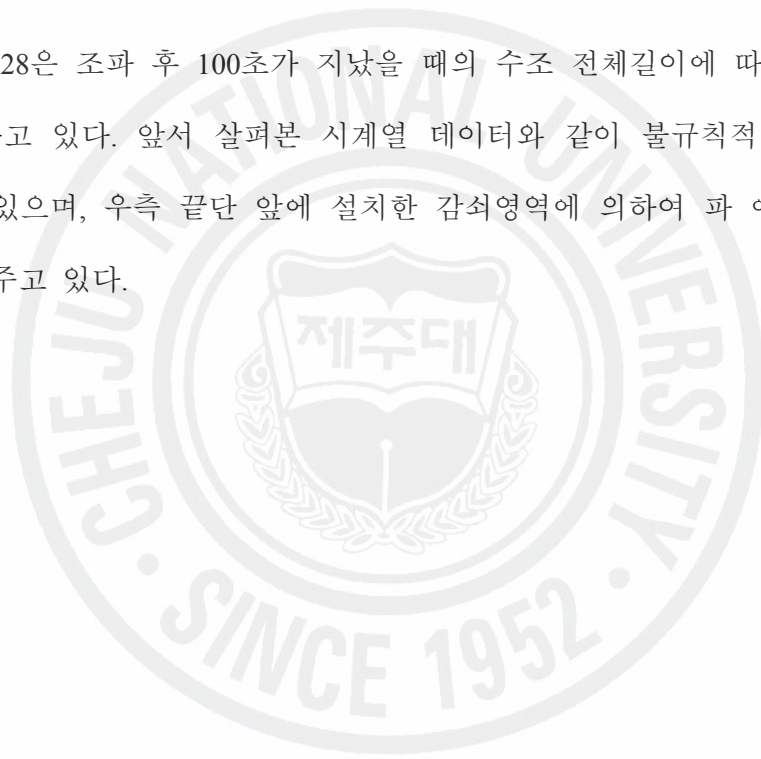 28은 조파 후 100초가 지났을 때의 수조 전체길이에 따
고 있다. 앞서 살펴본 시계열 데이터와 같이 불규칙적
있으며, 우측 끝단 앞에 설치한 감쇠영역에 의하여 파
주고 있다.
CHEJU NATIONAL UNIVERSITY
제주대
SINCE 1952